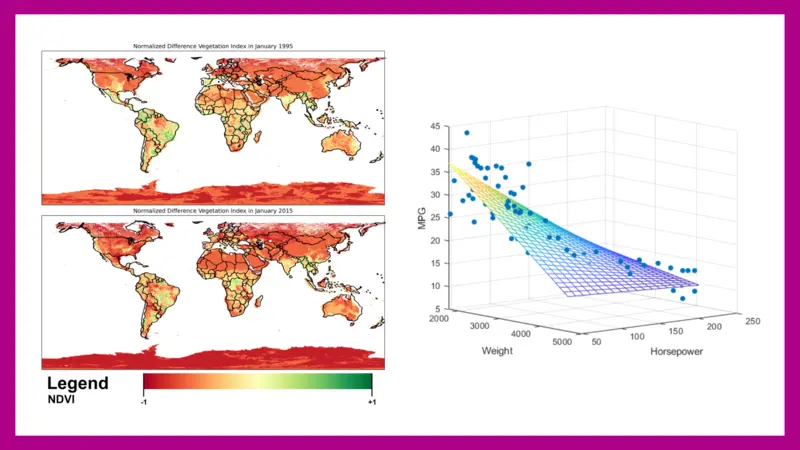 Normalized Difference Vegetation Index in January 1995
Normalized Difference Vegetation Index in January 2015
Legend
NDVI
-1
+1
45
40
35
30
25
20
15
10
5
MPG
2000
3000
4000
5000
Weight
50
100
150
200
250
Horsepower